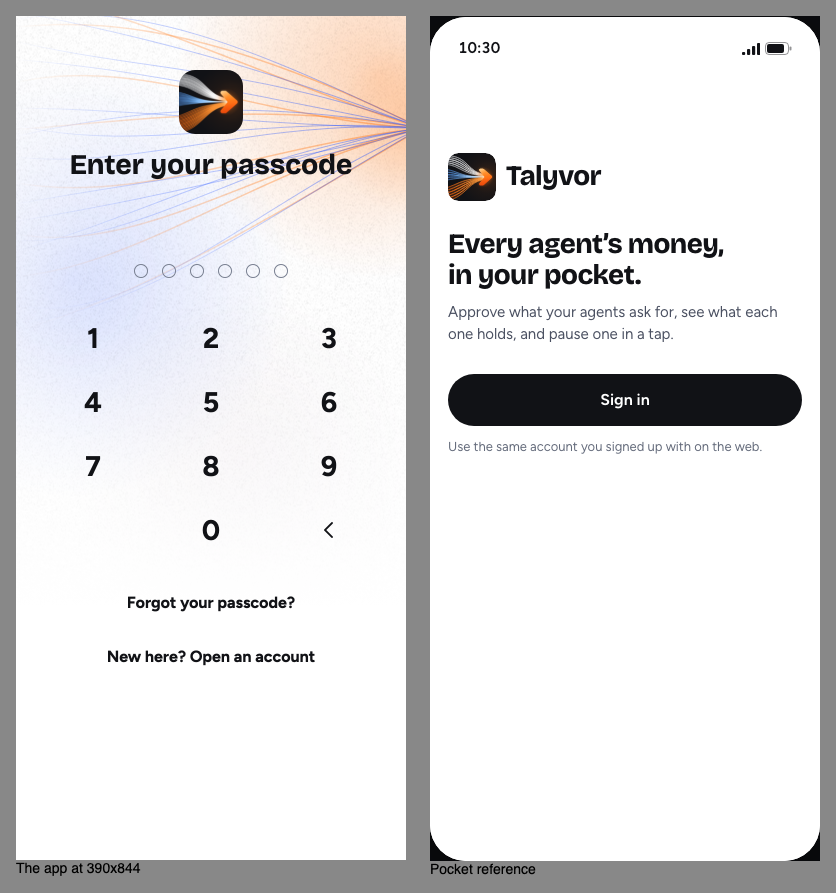 Enter your passcode
1 2 3
4 5 6
7 8 9
0
Forgot your passcode?
New here? Open an account
The app at 390x844
10:30
Talyvor
Every agent’s money,
in your pocket.
Approve what your agents ask for, see what each
one holds, and pause one in a tap.
Sign in
Use the same account you signed up with on the web.
Pocket reference